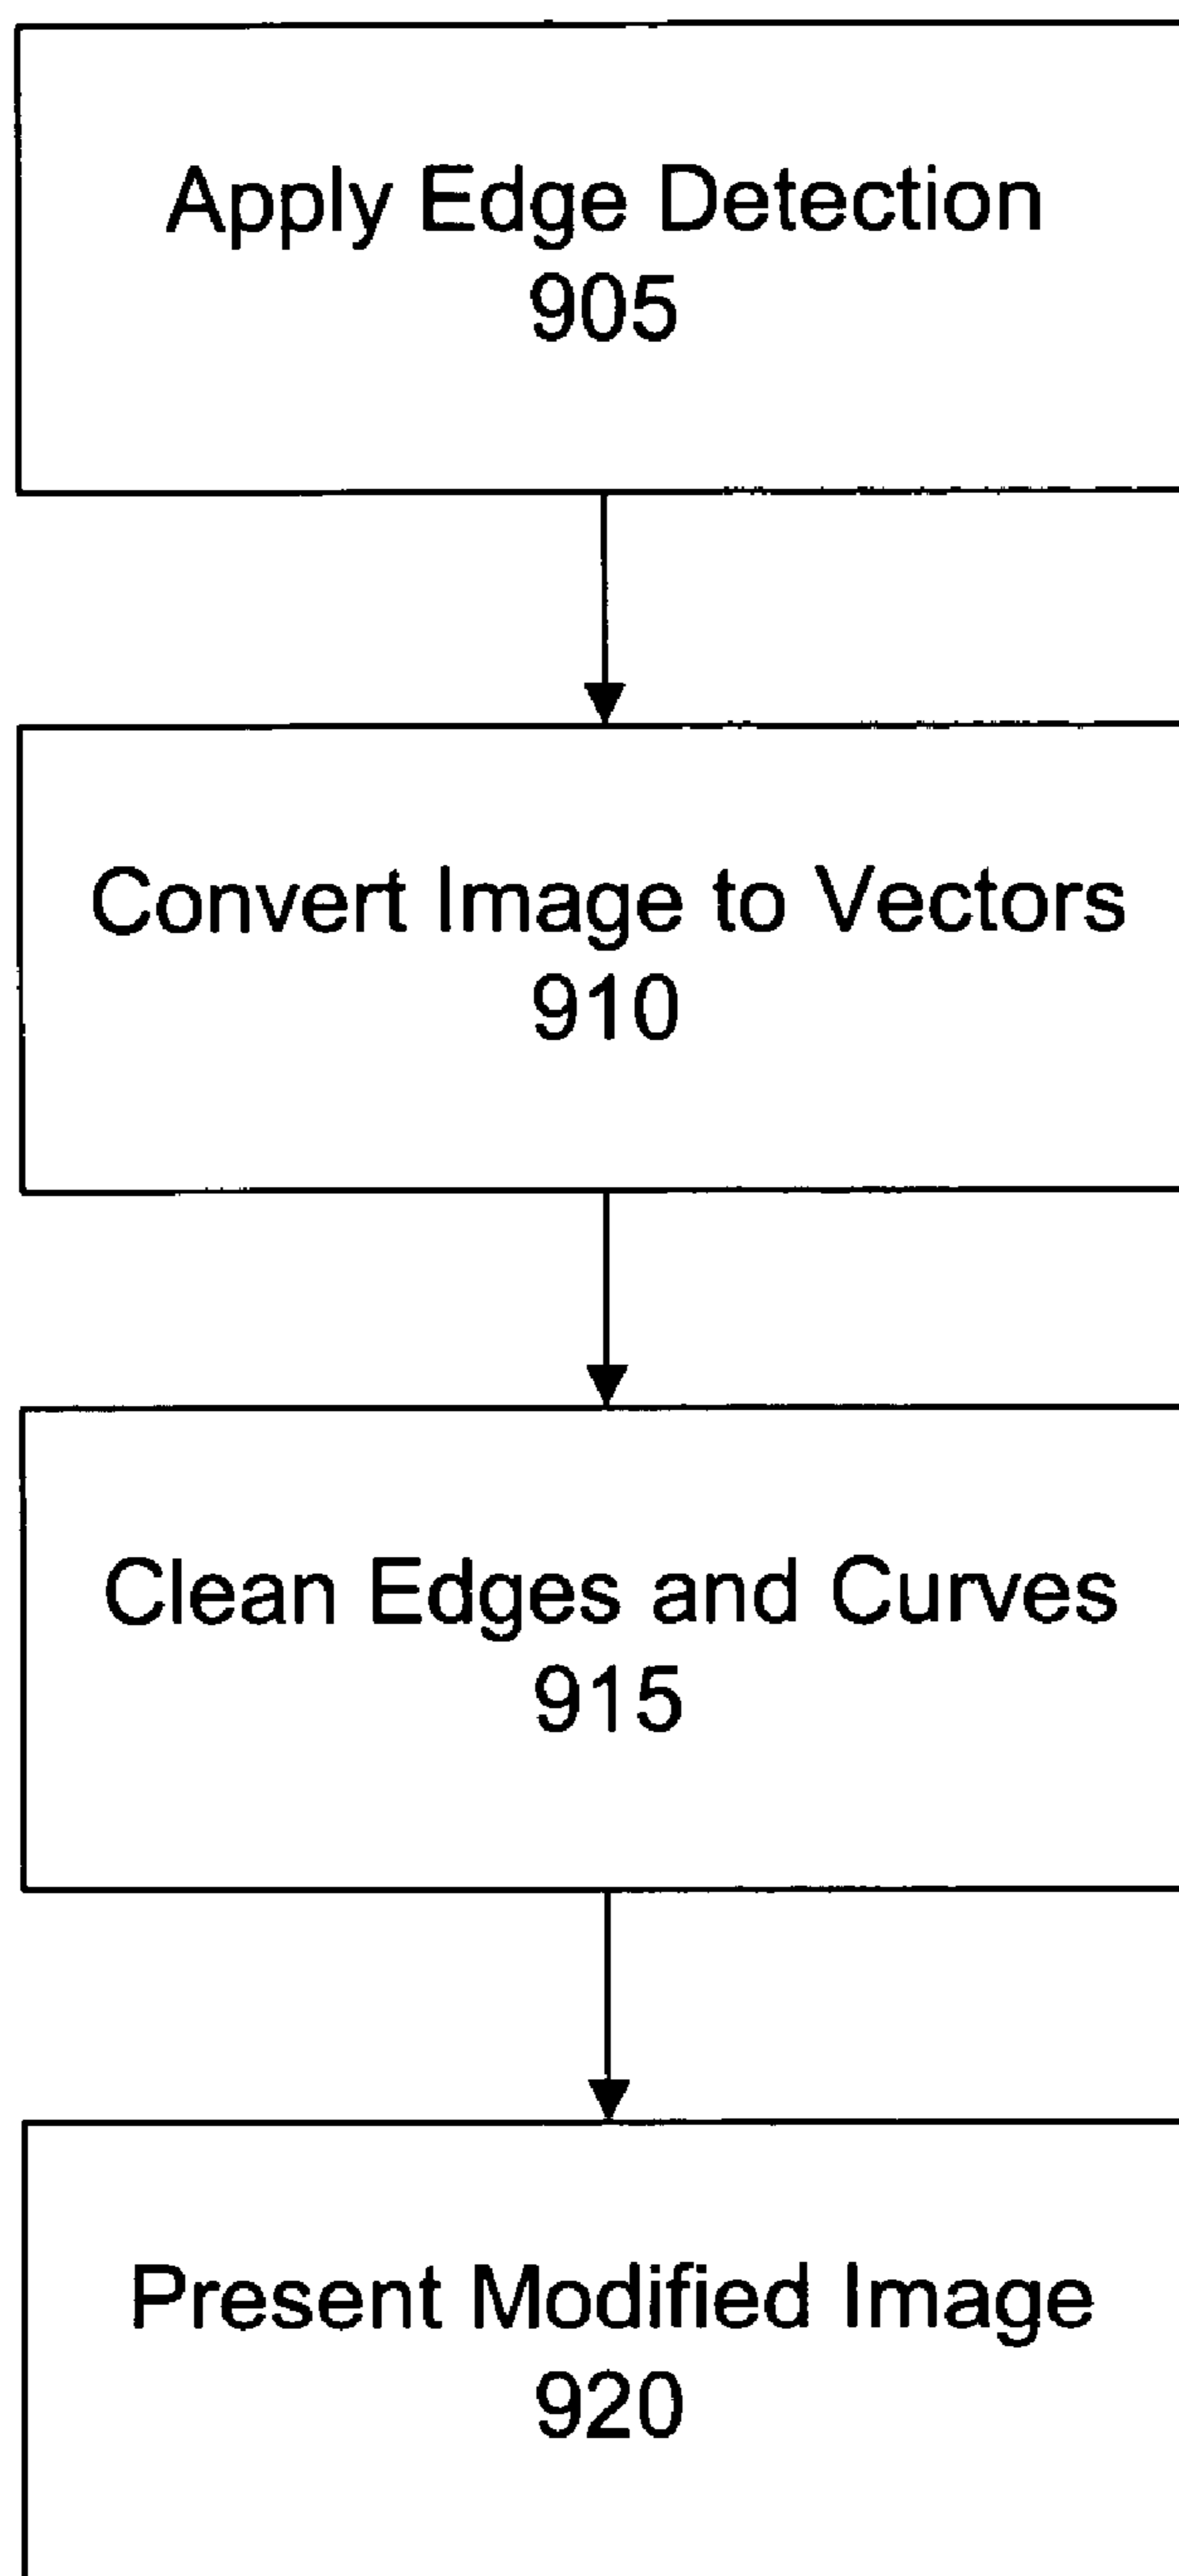 Apply Edge Detection
905
Convert Image to Vectors
910
Clean Edges and Curves
915
Present Modified Image
920